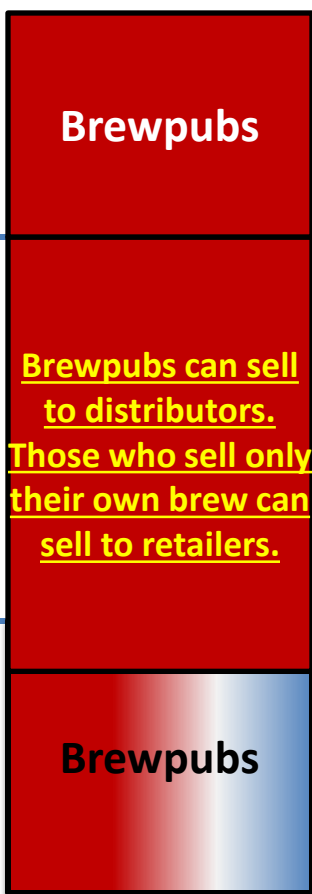 Brewpubs
Brewpubs can sell
to distributors.
Those who sell only
their own brew can
sell to retailers.
Brewpubs